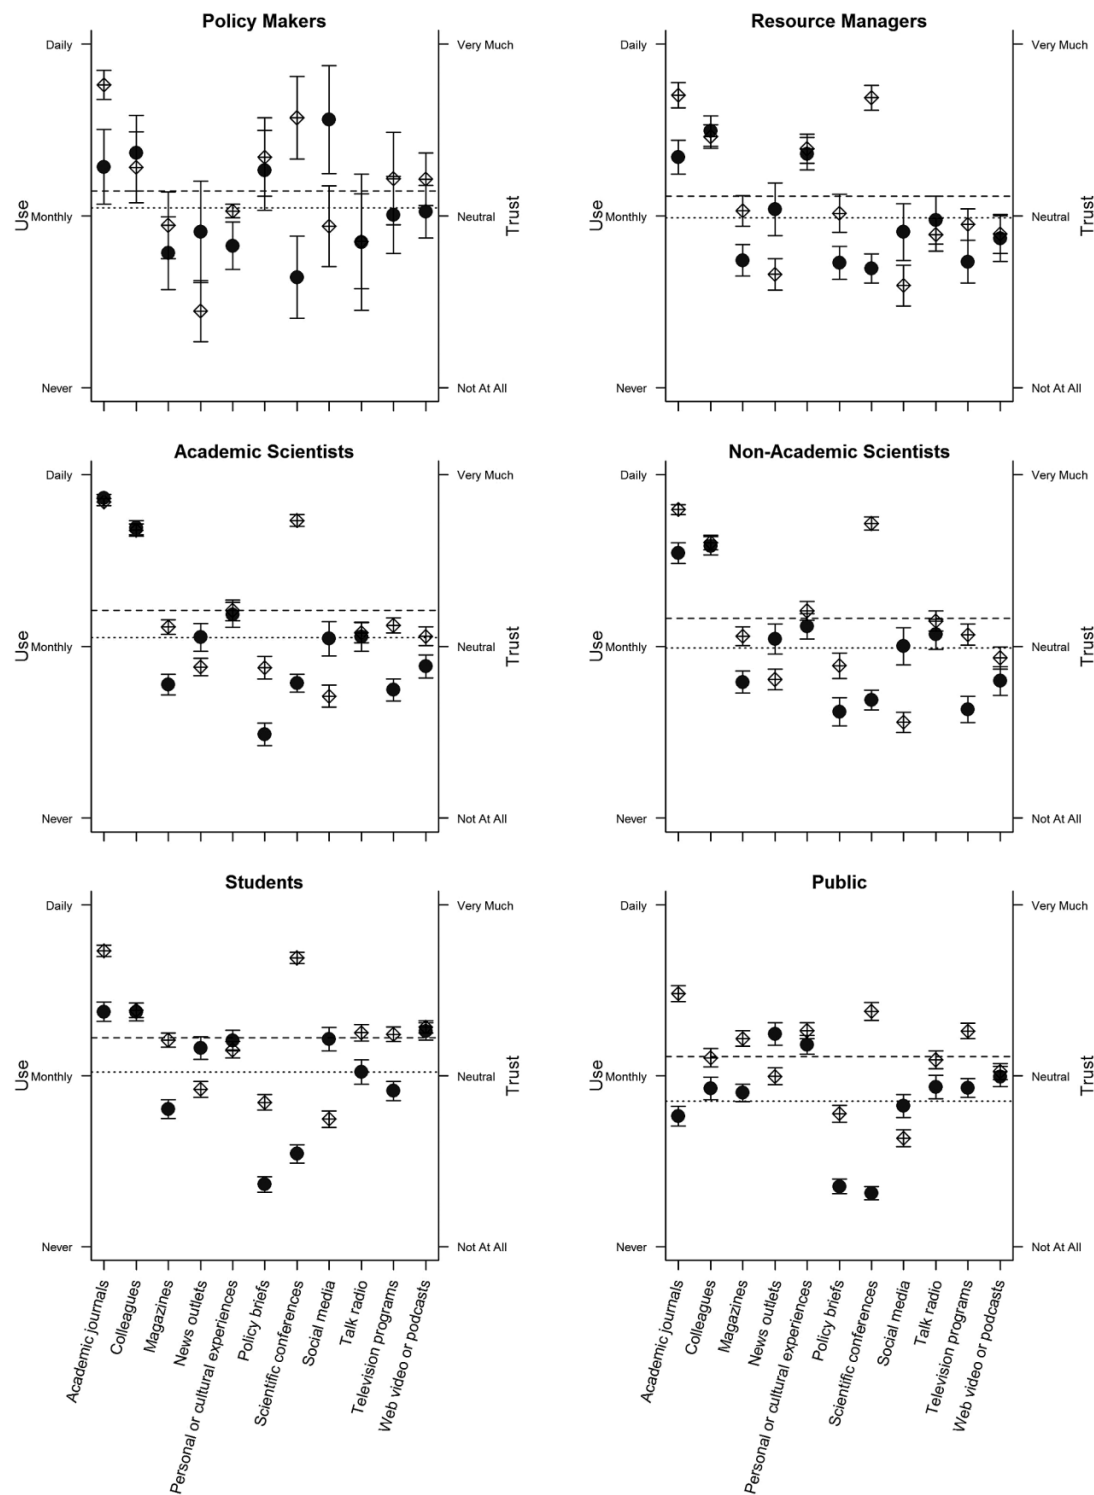 Policy Makers
Daily
Monthly
Never
Use
Very Much
Neutral
Not At All
Trust
Resource Managers
Daily
Monthly
Never
Use
Very Much
Neutral
Not At All
Trust
Academic Scientists
Daily
Monthly
Never
Use
Very Much
Neutral
Not At All
Trust
Non-Academic Scientists
Daily
Monthly
Never
Use
Very Much
Neutral
Not At All
Trust
Students
Daily
Monthly
Never
Use
Very Much
Neutral
Not At All
Trust
Academic journals
Colleagues
Magazines
News outlets
Personal or cultural experiences
Policy briefs
Scientific conferences
Social media
Talk radio
Television programs
Web video or podcasts
Public
Daily
Monthly
Never
Use
Very Much
Neutral
Not At All
Trust
Academic journals
Colleagues
Magazines
News outlets
Personal or cultural experiences
Policy briefs
Scientific conferences
Social media
Talk radio
Television programs
Web video or podcasts